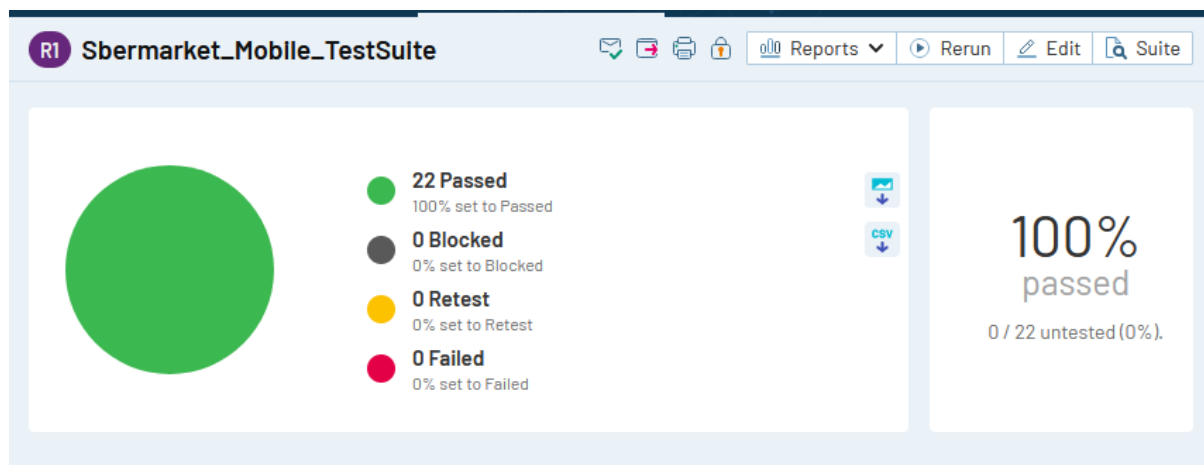 R1 Sbermarket_Mobile_TestSuite Reports Rerun Edit Suite
22 Passed
100% set to Passed
0 Blocked
0% set to Blocked
0 Retest
0% set to Retest
0 Failed
0% set to Failed
CSV
100%
passed
0 / 22 untested (0%).